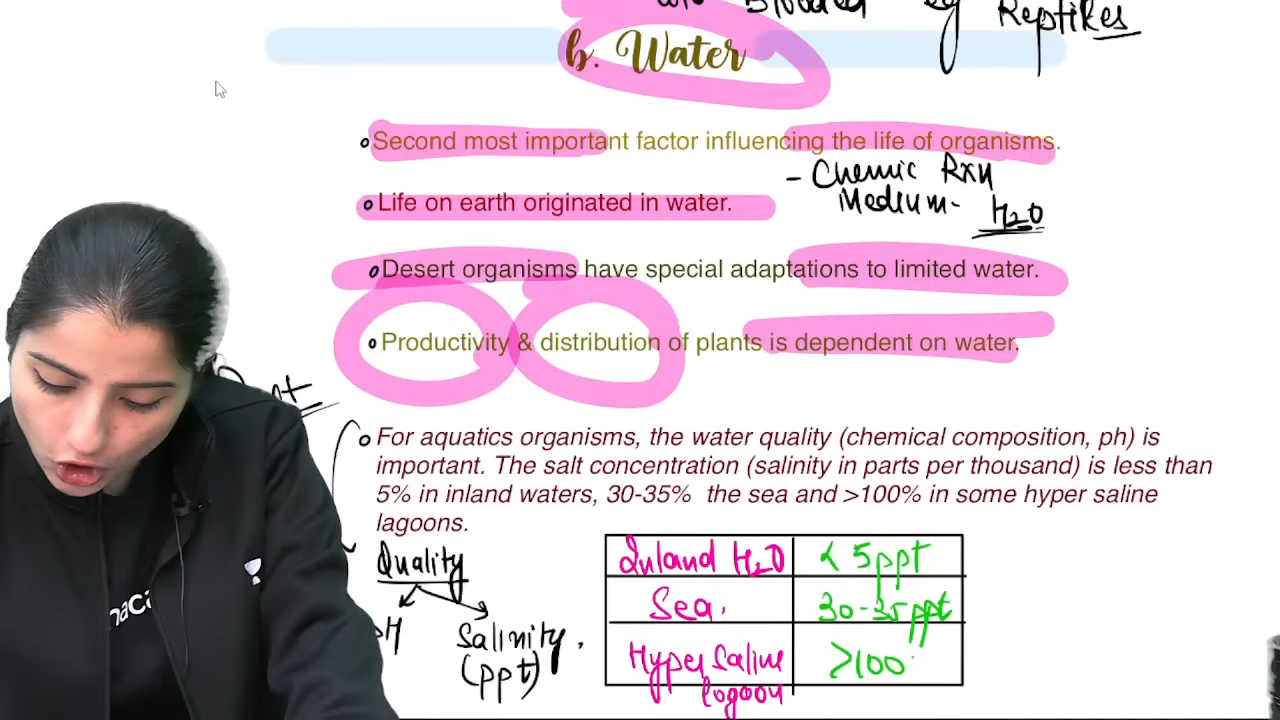 by Reptiles
b. Water
Second most important factor influencing the life of organisms.
- Chemic Rxn
Medium-
H2O
Life on earth originated in water.
Desert organisms have special adaptations to limited water.
Productivity & distribution of plants is dependent on water.
For aquatics organisms, the water quality (chemical composition, ph) is
important. The salt concentration (salinity in parts per thousand) is less than
5% in inland waters, 30-35% the sea and >100% in some hyper saline
lagoons.
Quality
Salinity.
(ppt)
Inland H2O < 5ppt
Sea. 30-35ppt
Hyper Saline
logoon >100